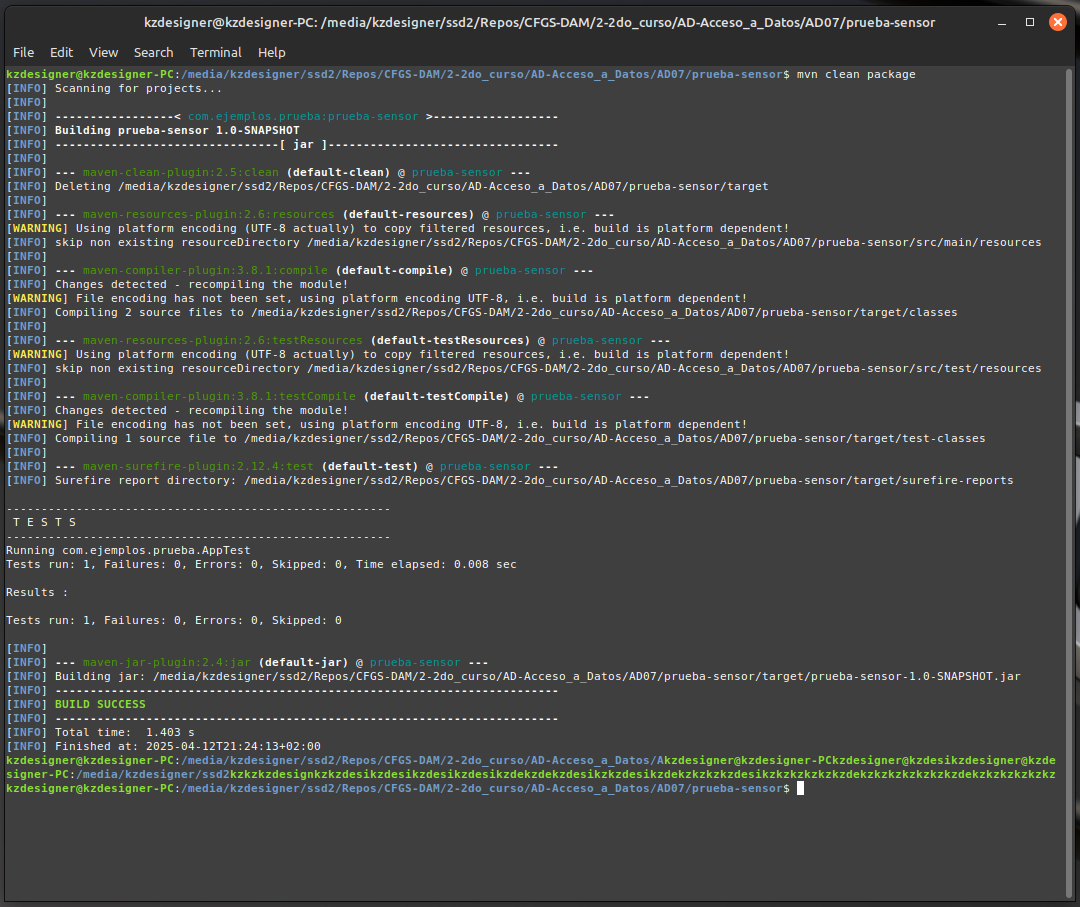 kzdesigner@kzdesigner-PC: /media/kzdesigner/ssd2/Repos/CFGS-DAM/2-2do_curso/AD-Acceso_a_Datos/AD07/prueba-sensor
File Edit View Search Terminal Help
kzdesigner@kzdesigner-PC:/media/kzdesigner/ssd2/Repos/CFGS-DAM/2-2do_curso/AD-Acceso_a_Datos/AD07/prueba-sensor$ mvn clean package
[INFO] Scanning for projects...
[INFO]
[INFO] -----------------< com.ejemplos.prueba:prueba-sensor >------------------
[INFO] Building prueba-sensor 1.0-SNAPSHOT
[INFO] --------------------------------[ jar ]---------------------------------
[INFO]
[INFO] --- maven-clean-plugin:2.5:clean (default-clean) @ prueba-sensor ---
[INFO] Deleting /media/kzdesigner/ssd2/Repos/CFGS-DAM/2-2do_curso/AD-Acceso_a_Datos/AD07/prueba-sensor/target
[INFO]
[INFO] --- maven-resources-plugin:2.6:resources (default-resources) @ prueba-sensor ---
[WARNING] Using platform encoding (UTF-8 actually) to copy filtered resources, i.e. build is platform dependent!
[INFO] skip non existing resourceDirectory /media/kzdesigner/ssd2/Repos/CFGS-DAM/2-2do_curso/AD-Acceso_a_Datos/AD07/prueba-sensor/src/main/resources
[INFO]
[INFO] --- maven-compiler-plugin:3.8.1:compile (default-compile) @ prueba-sensor ---
[INFO] Changes detected - recompiling the module!
[WARNING] File encoding has not been set, using platform encoding UTF-8, i.e. build is platform dependent!
[INFO] Compiling 2 source files to /media/kzdesigner/ssd2/Repos/CFGS-DAM/2-2do_curso/AD-Acceso_a_Datos/AD07/prueba-sensor/target/classes
[INFO]
[INFO] --- maven-resources-plugin:2.6:testResources (default-testResources) @ prueba-sensor ---
[WARNING] Using platform encoding (UTF-8 actually) to copy filtered resources, i.e. build is platform dependent!
[INFO] skip non existing resourceDirectory /media/kzdesigner/ssd2/Repos/CFGS-DAM/2-2do_curso/AD-Acceso_a_Datos/AD07/prueba-sensor/src/test/resources
[INFO]
[INFO] --- maven-compiler-plugin:3.8.1:testCompile (default-testCompile) @ prueba-sensor ---
[INFO] Changes detected - recompiling the module!
[WARNING] File encoding has not been set, using platform encoding UTF-8, i.e. build is platform dependent!
[INFO] Compiling 1 source file to /media/kzdesigner/ssd2/Repos/CFGS-DAM/2-2do_curso/AD-Acceso_a_Datos/AD07/prueba-sensor/target/test-classes
[INFO]
[INFO] --- maven-surefire-plugin:2.12.4:test (default-test) @ prueba-sensor ---
[INFO] Surefire report directory: /media/kzdesigner/ssd2/Repos/CFGS-DAM/2-2do_curso/AD-Acceso_a_Datos/AD07/prueba-sensor/target/surefire-reports
-------------------------------------------------------
T E S T S
-------------------------------------------------------
Running com.ejemplos.prueba.AppTest
Tests run: 1, Failures: 0, Errors: 0, Skipped: 0, Time elapsed: 0.008 sec
Results :
Tests run: 1, Failures: 0, Errors: 0, Skipped: 0
[INFO]
[INFO] --- maven-jar-plugin:2.4:jar (default-jar) @ prueba-sensor ---
[INFO] Building jar: /media/kzdesigner/ssd2/Repos/CFGS-DAM/2-2do_curso/AD-Acceso_a_Datos/AD07/prueba-sensor/target/prueba-sensor-1.0-SNAPSHOT.jar
[INFO] ------------------------------------------------------------------------
[INFO] BUILD SUCCESS
[INFO] ------------------------------------------------------------------------
[INFO] Total time:  1.403 s
[INFO] Finished at: 2025-04-12T21:24:13+02:00
kzdesigner@kzdesigner-PC:/media/kzdesigner/ssd2/Repos/CFGS-DAM/2-2do_curso/AD-Acceso_a_Datos/Akzdesigner@kzdesigner-PCkzdesigner@kzdesikzdesigner@kzde
signer-PC:/media/kzdesigner/ssd2kzkzkzdesignkzkzdesikzdesikzdesikzdesikzdekzdekzdesikzkzdesikzdekzkzkzkzdesikzkzkzkzkzkzdekzkzkzkzkzkzdekzkzkzkzkz
kzdesigner@kzdesigner-PC:/media/kzdesigner/ssd2/Repos/CFGS-DAM/2-2do_curso/AD-Acceso_a_Datos/AD07/prueba-sensor$